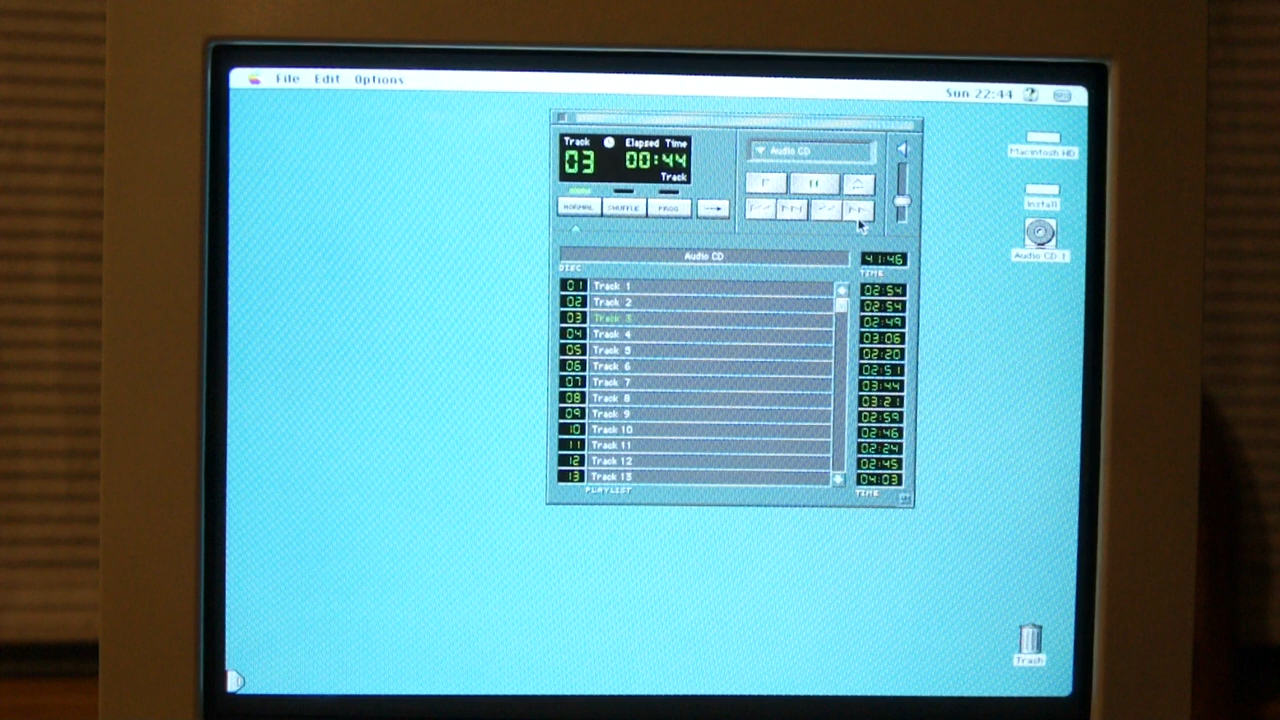 File Edit Options
Sun 22:44
Track Elapsed Time
03 00:44
Track
Audio CD
NORMAL SHUFFLE PROG
Macintosh HD
Install
Audio CD 1
Audio CD 41:46
DISC TIME
01 Track 1 02:54
02 Track 2 02:54
03 Track 3 02:49
04 Track 4 03:06
05 Track 5 02:20
06 Track 6 02:51
07 Track 7 03:44
08 Track 8 03:21
09 Track 9 02:59
10 Track 10 02:46
11 Track 11 02:24
12 Track 12 02:45
13 Track 13 04:03
PLAYLIST TIME
Trash